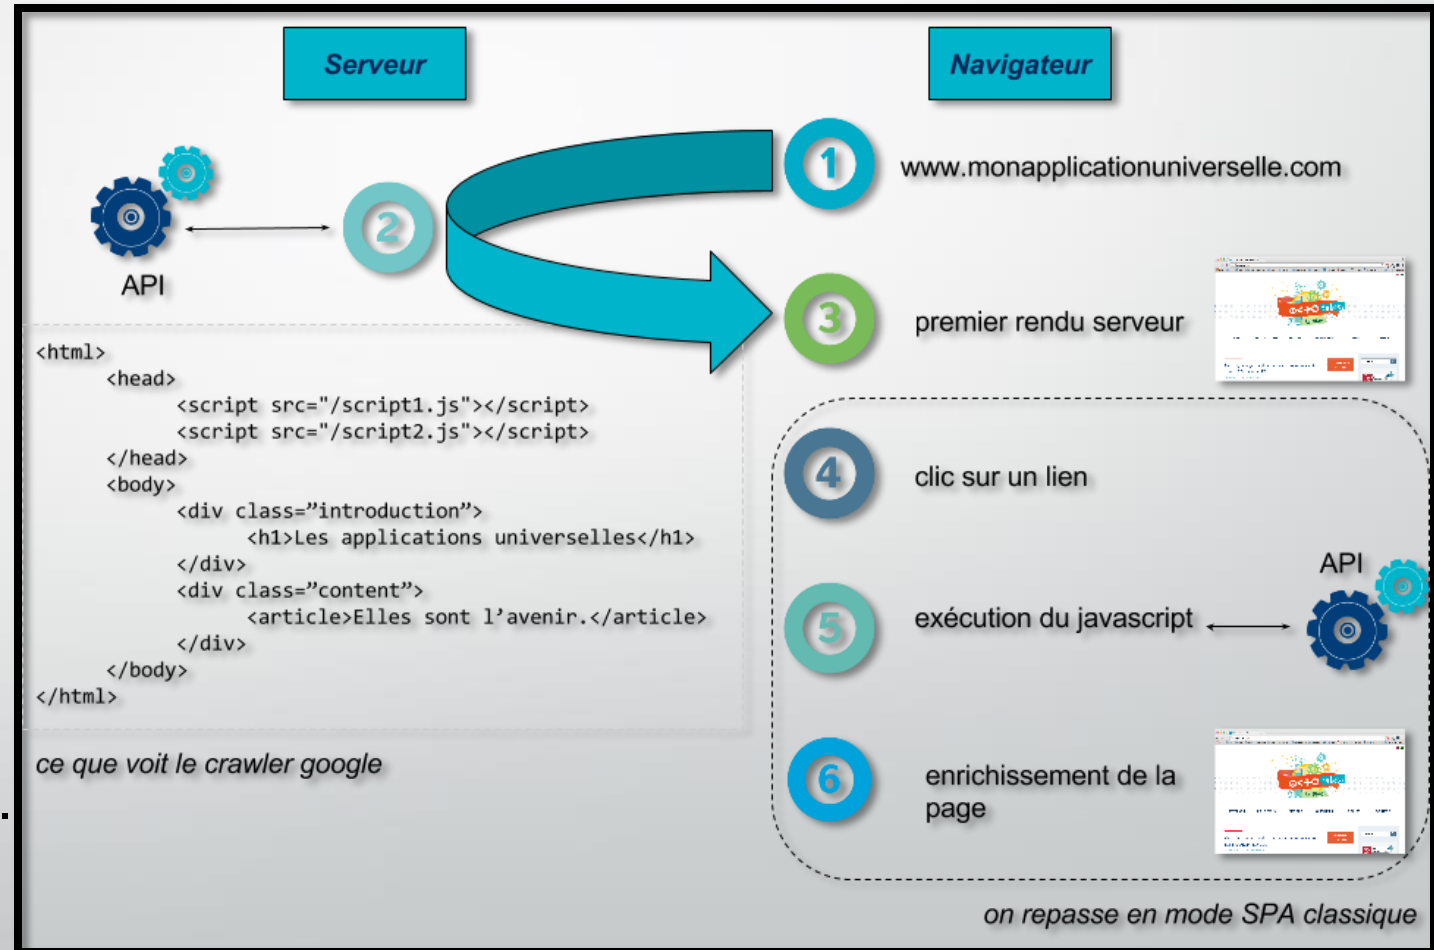 Serveur
Navigateur
1
www.monapplicationuniverselle.com
2
API
3
premier rendu serveur
<html>
<head>
<script src="/script1.js"></script>
<script src="/script2.js"></script>
</head>
<body>
<div class=”introduction”>
<h1>Les applications universelles</h1>
</div>
<div class=”content”>
<article>Elles sont l’avenir.</article>
</div>
</body>
</html>
ce que voit le crawler google
4
clic sur un lien
API
5
exécution du javascript
6
enrichissement de la
page
on repasse en mode SPA classique